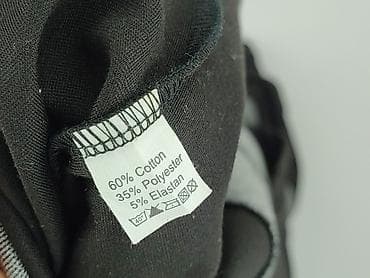 60% Cotton
35% Polyester
5% Elastan